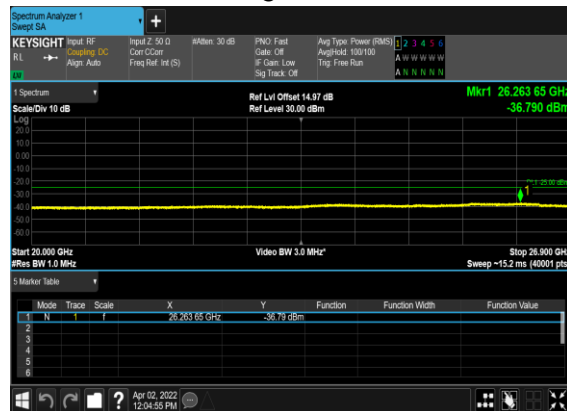 Spectrum Analyzer 1
Swept SA
+
KEYSIGHT Input: RF Input Z: 50 Ω #Atten: 30 dB PNO: Fast Avg Type: Power (RMS) 1 2 3 4 5 6
RL Coupling: DC Corr CCorr Gate: Off Avg|Hold: 100/100 A W W W W W
Align: Auto Freq Ref: Int (S) IF Gain: Low Trig: Free Run
Sig Track: Off A N N N N N
1 Spectrum Ref Lvl Offset 14.97 dB Mkr1 26.263 65 GHz
Scale/Div 10 dB Ref Level 30.00 dBm -36.790 dBm
Log
20.0
10.0
0.00
-10.0
-20.0
-30.0
-40.0
-50.0
-60.0
1
Start 20.000 GHz Video BW 3.0 MHz* Stop 26.900 GHz
#Res BW 1.0 MHz Sweep ~15.2 ms (40001 pts)
5 Marker Table
Mode Trace Scale X Y Function Function Width Function Value
1 N 1 f 26.263 65 GHz -36.79 dBm
2
3
4
5
6
? Apr 02, 2022
12:04:55 PM